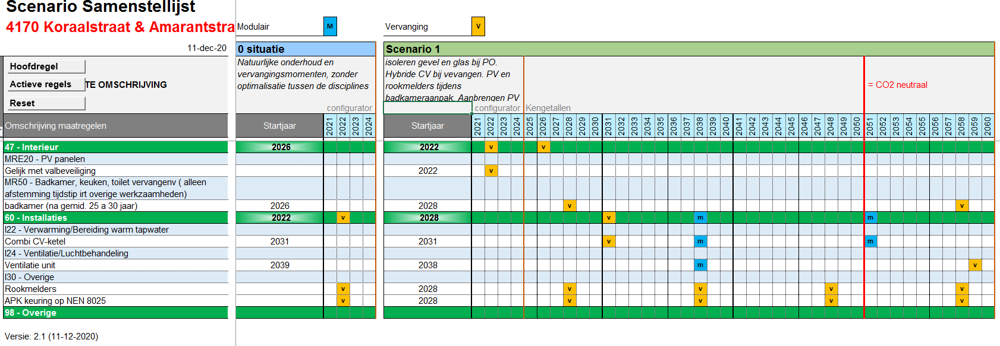 Scenario Samenstellijst
4170 Koraalstraat & Amarantstra
Modulair M Vervanging V
11-dec-20 0 situatie Scenario 1
Natuurlijke onderhoud en
vervangingsmomenten, zonder
optimalisatie tussen de disciplines
configurator
isoleren gevel en glas bij PO.
Hybride CV bij vevangen. PV en
rookmelders tijdens
badkameraanpak. Aanbrengen PV
configurator Kengetallen
= CO2 neutraal
Hoofdregel
Actieve regels TE OMSCHRIJVING
Reset
Omschrijving maatregelen Startjaar 2021 2022 2023 2024 Startjaar 2021 2022 2023 2024 2025 2026 2027 2028 2029 2030 2031 2032 2033 2034 2035 2036 2037 2038 2039 2040 2041 2042 2043 2044 2045 2046 2047 2048 2049 2050 2051 2052 2053 2054 2055 2056 2057 2058 2059 2060
47 - Interieur 2026 2022 v v
MRE20 - PV panelen
Gelijk met valbeveiliging 2022 v
MR50 - Badkamer, keuken, toilet vervangenv ( alleen
afstemming tijdstip irt overige werkzaamheden)
badkamer (na gemid. 25 a 30 jaar) 2026 2028 v v
60 - Installaties 2022 v 2028 v m m
I22 - Verwarming/Bereiding warm tapwater
Combi CV-ketel 2031 2031 v m m
I24 - Ventilatie/Luchtbehandeling
Ventilatie unit 2039 2038 m v
I30 - Overige
Rookmelders v 2028 v v v v
APK keuring op NEN 8025 v 2028 v v v v
98 - Overige
Versie: 2.1 (11-12-2020)